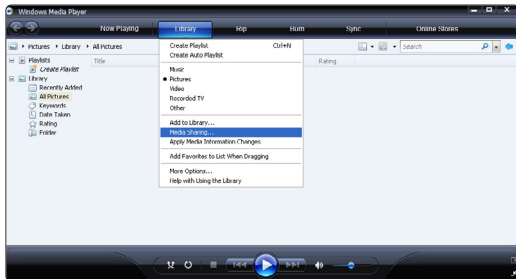 Windows Media Player
Now Playing Library Rip Burn Sync Online Stores
Pictures Library All Pictures Search
Playlists
Create Playlist
Library
Recently Added
All Pictures
Keywords
Date Taken
Rating
Folder
Title
Rating
Create Playlist Ctrl+N
Create Auto Playlist
Music
Pictures
Video
Recorded TV
Other
Add to Library...
Media Sharing...
Apply Media Information Changes
Add Favorites to List When Dragging
More Options...
Help with Using the Library